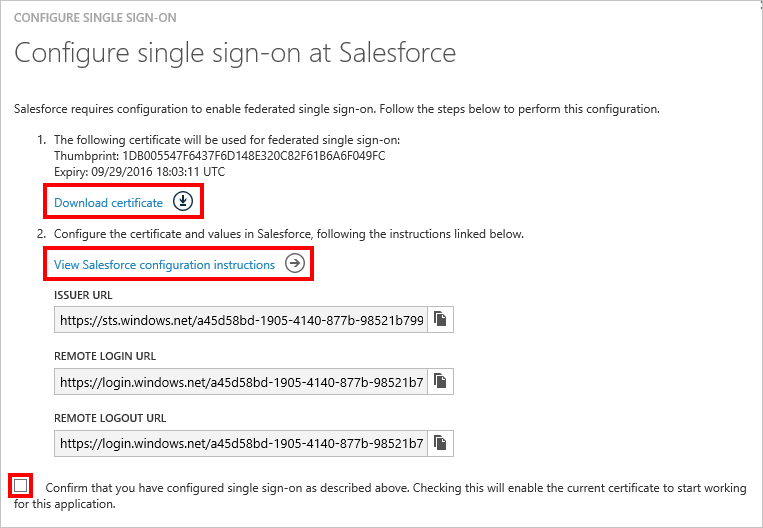 CONFIGURE SINGLE SIGN-ON
Configure single sign-on at Salesforce
Salesforce requires configuration to enable federated single sign-on. Follow the steps below to perform this configuration.
1. The following certificate will be used for federated single sign-on:
Thumbprint: 1DB005547F6437F6D148E320C82F61B6A6F049FC
Expiry: 09/29/2016 18:03:11 UTC
Download certificate
2. Configure the certificate and values in Salesforce, following the instructions linked below.
View Salesforce configuration instructions
ISSUER URL
https://sts.windows.net/a45d58bd-1905-4140-877b-98521b799
REMOTE LOGIN URL
https://login.windows.net/a45d58bd-1905-4140-877b-98521b7
REMOTE LOGOUT URL
https://login.windows.net/a45d58bd-1905-4140-877b-98521b7
Confirm that you have configured single sign-on as described above. Checking this will enable the current certificate to start working
for this application.